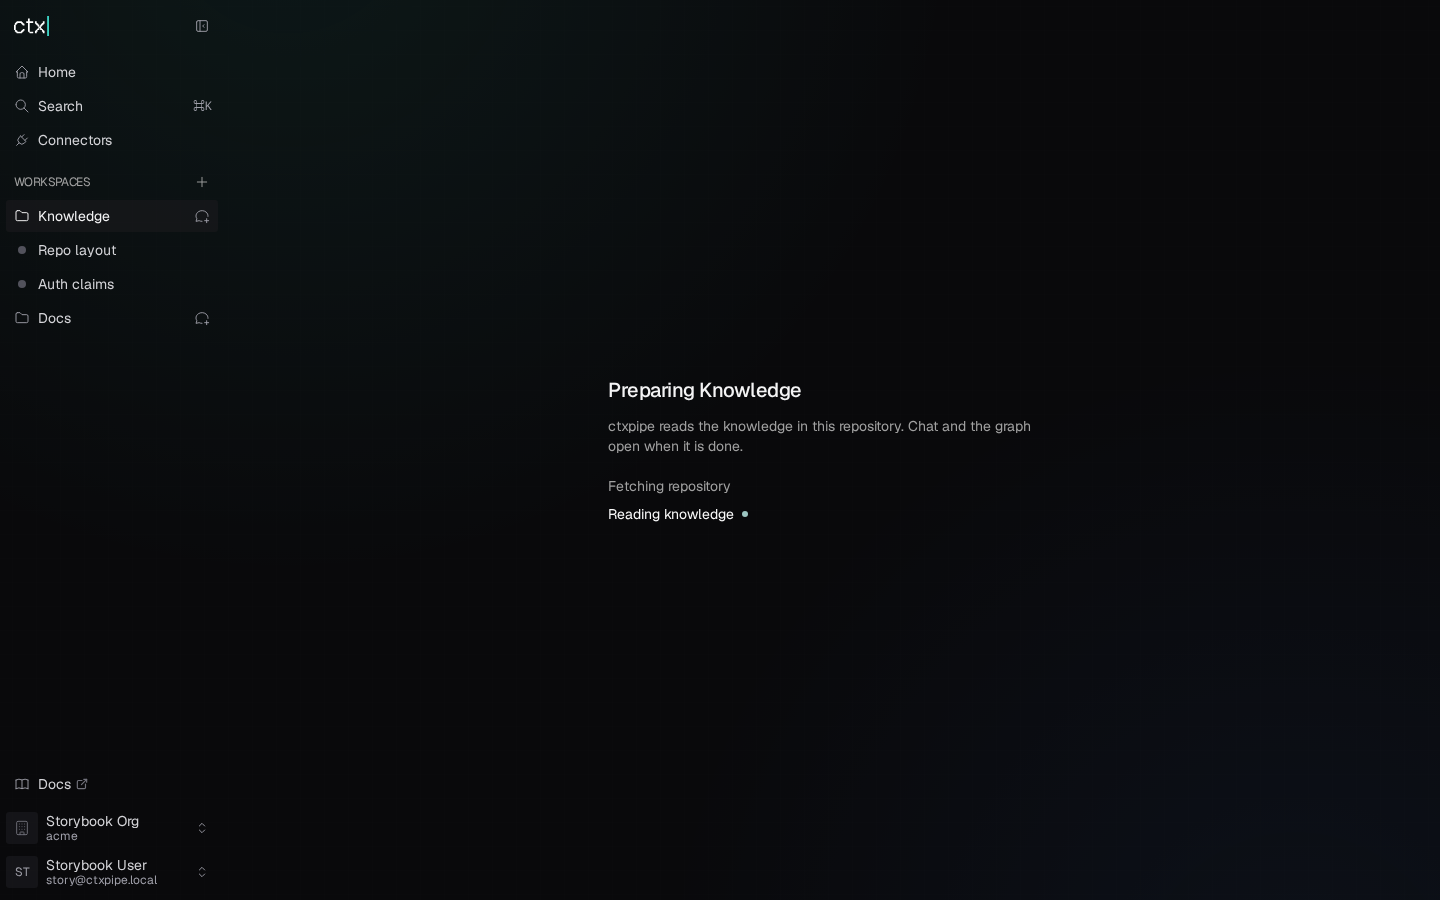 ctx
Home
Search ⌘K
Connectors
WORKSPACES
Knowledge
Repo layout
Auth claims
Docs
Preparing Knowledge
ctxpipe reads the knowledge in this repository. Chat and the graph
open when it is done.
Fetching repository
Reading knowledge
Docs
Storybook Org
acme
ST
Storybook User
story@ctxpipe.local